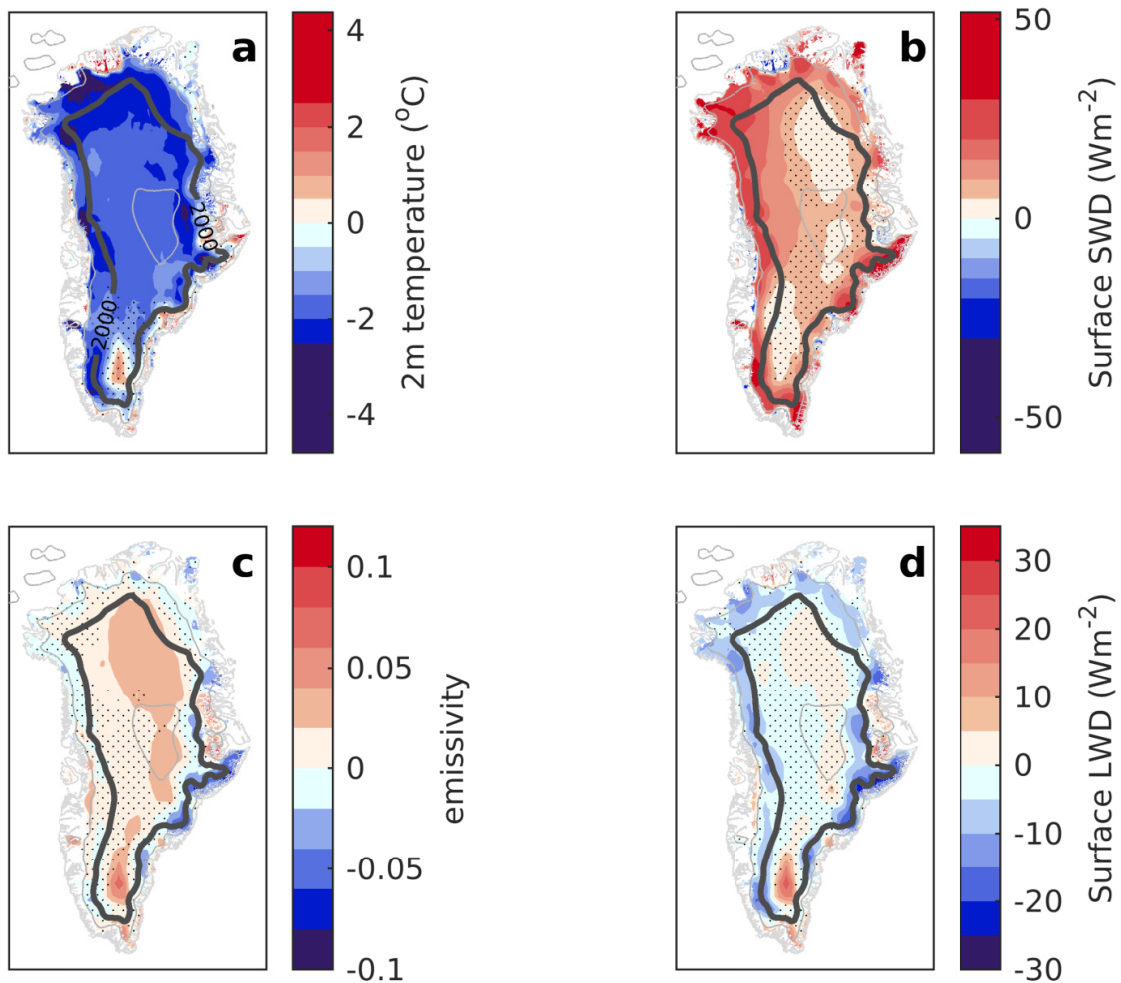 a
4
2
0
-2
-4
2m temperature (°C)
2000
2000
b
50
0
-50
Surface SWD (Wm⁻²)
c
0.1
0.05
0
-0.05
-0.1
emissivity
d
30
20
10
0
-10
-20
-30
Surface LWD (Wm⁻²)